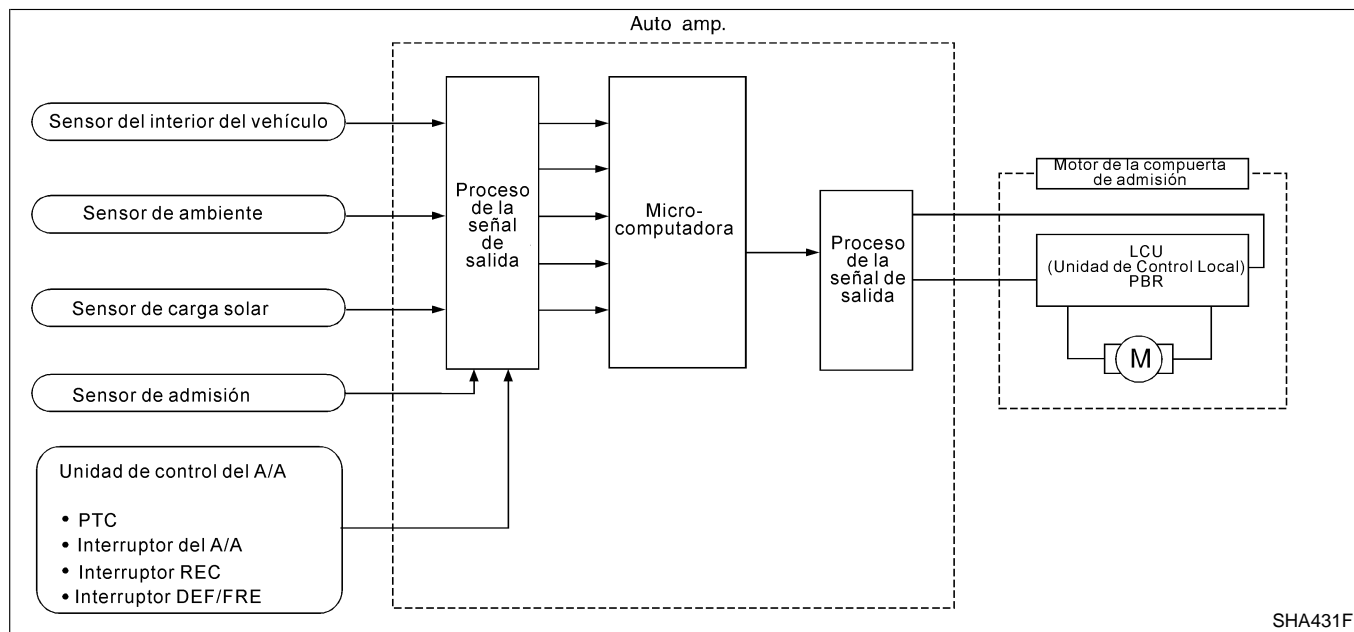 Auto amp.
Sensor del interior del vehículo
Sensor de ambiente
Sensor de carga solar
Sensor de admisión
Unidad de control del A/A
• PTC
• Interruptor del A/A
• Interruptor REC
• Interruptor DEF/FRE
Proceso
de la
señal
de
salida
Micro-
computadora
Proceso
de la
señal de
salida
Motor de la compuerta
de admisión
LCU
(Unidad de Control Local)
PBR
M
SHA431F